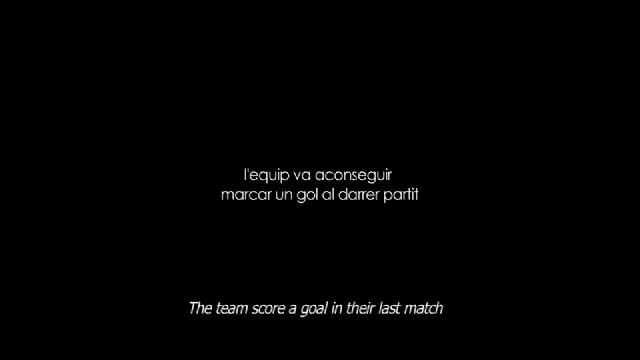 l'equip va aconseguir
marcar un gol al darrer partit
The team score a goal in their last match